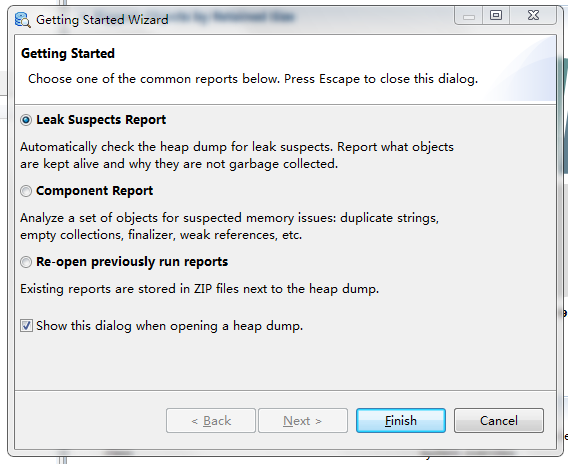 Getting Started Wizard
Getting Started
Choose one of the common reports below. Press Escape to close this dialog.
Leak Suspects Report
Automatically check the heap dump for leak suspects. Report what objects
are kept alive and why they are not garbage collected.
Component Report
Analyze a set of objects for suspected memory issues: duplicate strings,
empty collections, finalizer, weak references, etc.
Re-open previously run reports
Existing reports are stored in ZIP files next to the heap dump.
Show this dialog when opening a heap dump.
< Back
Next >
Finish
Cancel